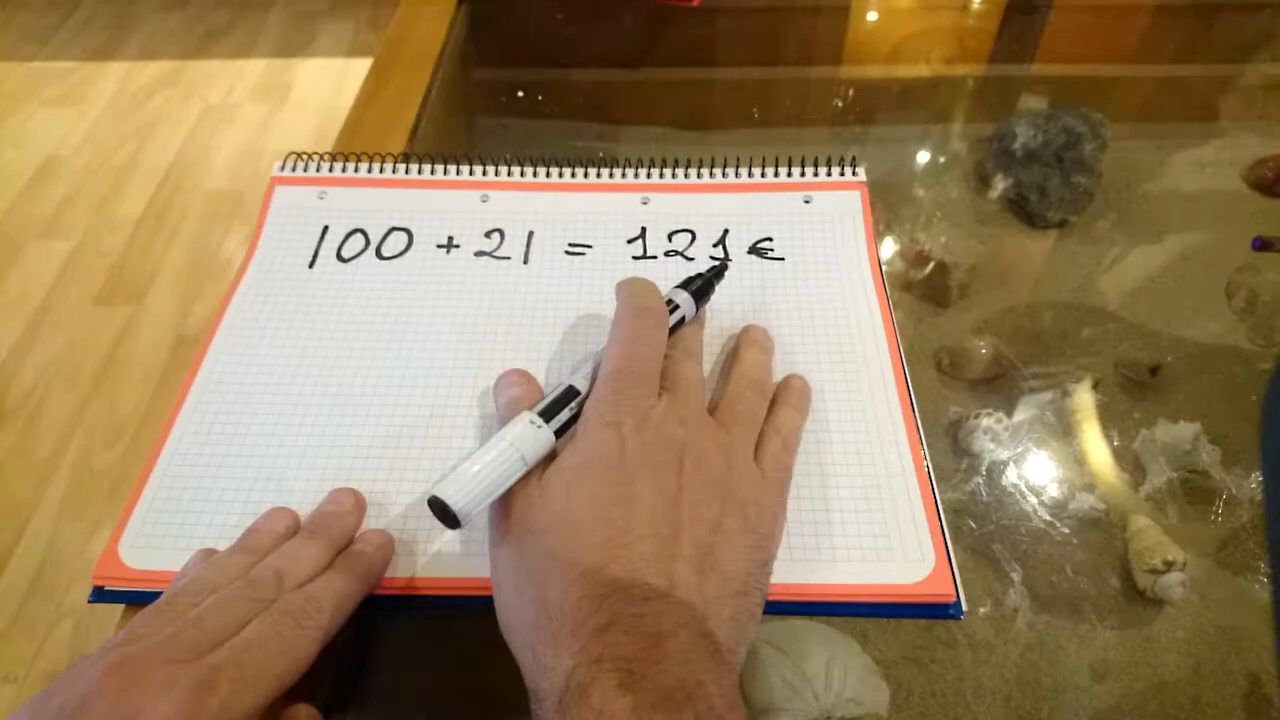 100 + 21 = 121 €